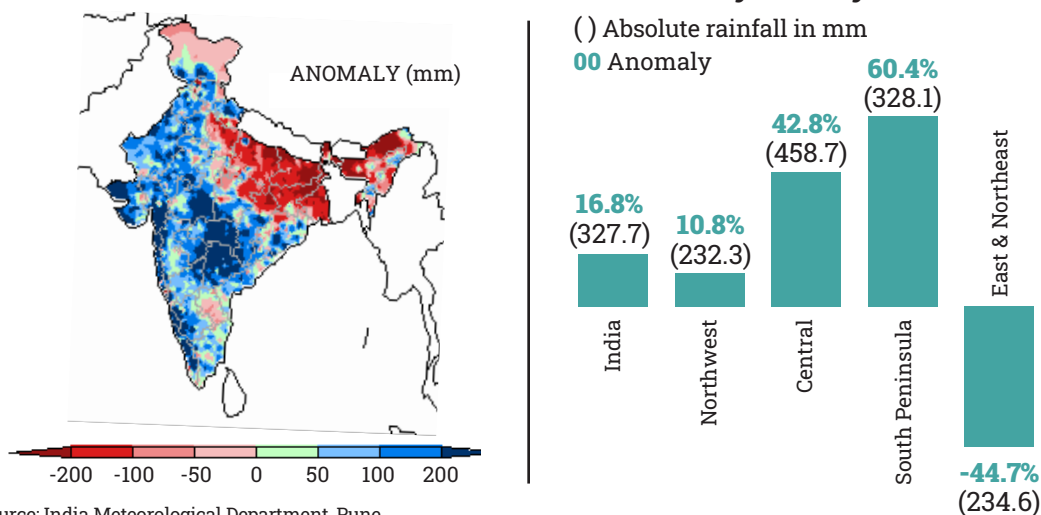 ANOMALY (mm)
-200 -100 -50 0 50 100 200
India Meteorological Department, Pune
( ) Absolute rainfall in mm
00 Anomaly
16.8%
(327.7)
India
10.8%
(232.3)
Northwest
42.8%
(458.7)
Central
60.4%
(328.1)
South Peninsula
East & Northeast
-44.7%
(234.6)